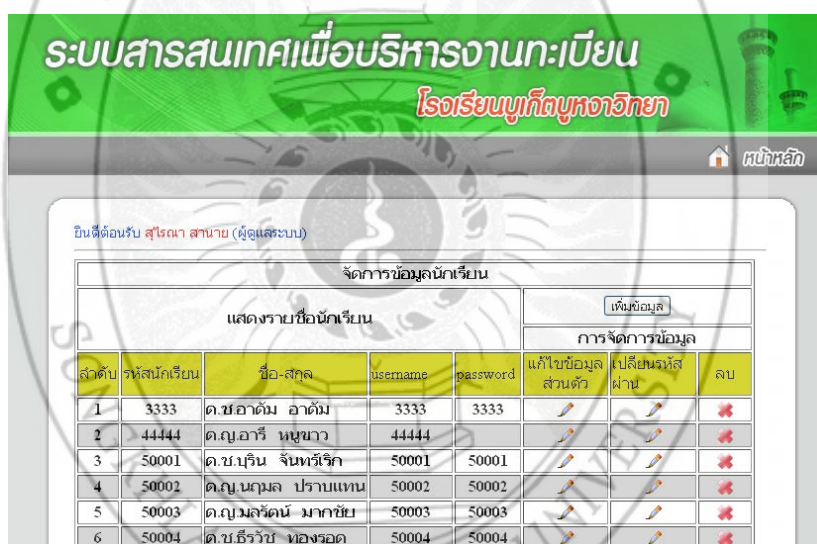 ระบบสารสนเทศเพื่อบริหารงานทะเบียน
โรงเรียนบูเก็ตบูหงาวิทยา
หน้าหลัก
ยินดีต้อนรับ สุไรณา สานาย (ผู้ดูแลระบบ)
จัดการข้อมูลนักเรียน
แสดงรายชื่อนักเรียน
เพิ่มข้อมูล
การจัดการข้อมูล
ลำดับ รหัสนักเรียน ชื่อ-สกุล username password แก้ไขข้อมูลส่วนตัว เปลี่ยนรหัสผ่าน ลบ
1 3333 ด.ช.อาดัม อาดัม 3333 3333
2 44444 ด.ญ.อารี หนูขาว 44444
3 50001 ด.ช.บุริน จันทร์เริก 50001 50001
4 50002 ด.ญ.นฤมล ปราบแทน 50002 50002
5 50003 ด.ญ.มลรัตน์ มากชัย 50003 50003
6 50004 ด.ช.ธีรวัช ทองรอด 50004 50004